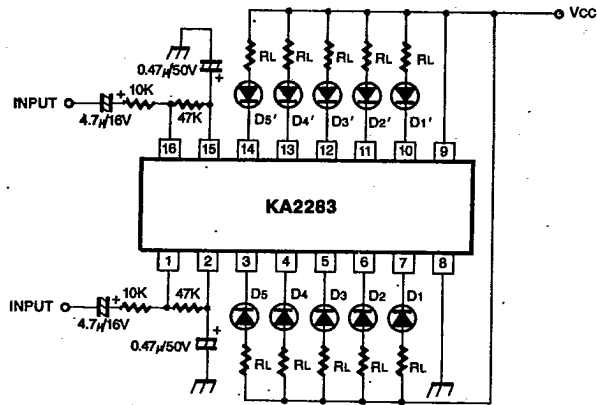 Vcc
RL RL RL RL RL
0.47μ/50V +
INPUT + 10K 47K
4.7μ/16V
D5' D4' D3' D2' D1'
16 15 14 13 12 11 10 9
KA2283
1 2 3 4 5 6 7 8
10K 47K D5 D4 D3 D2 D1
INPUT +
4.7μ/16V +
0.47μ/50V
RL RL RL RL RL